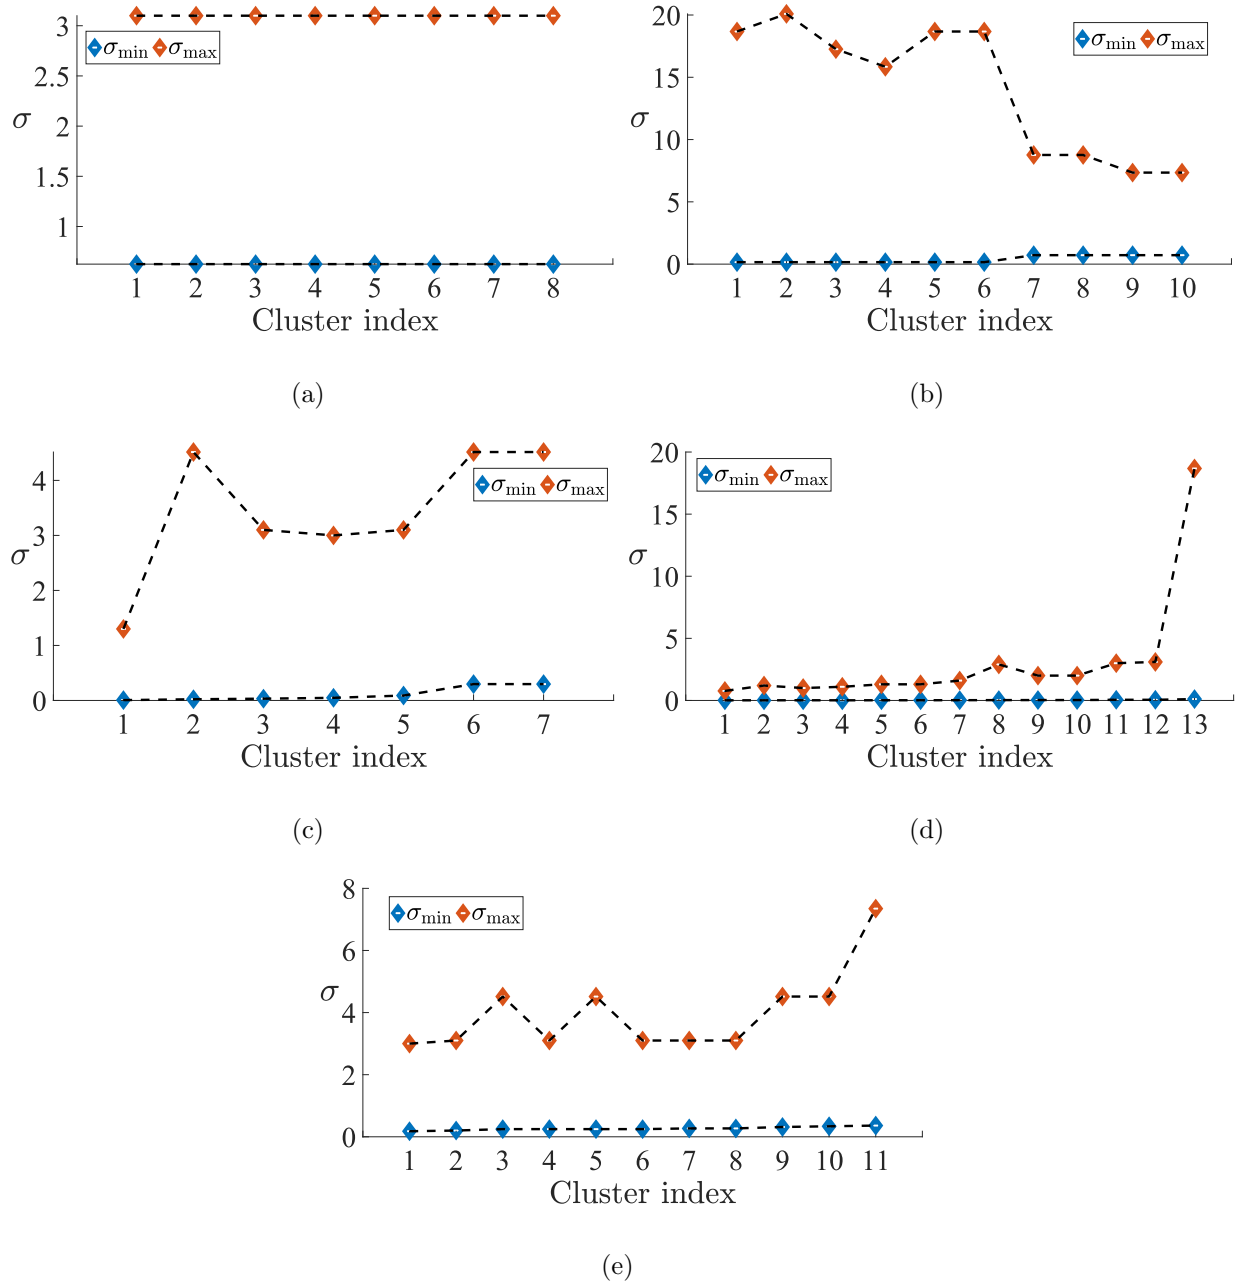 3
σmin σmax
2.5
σ
2
1.5
1
1 2 3 4 5 6 7 8
Cluster index
(a)
20
σmin σmax
15
σ
10
5
0
1 2 3 4 5 6 7 8 9 10
Cluster index
(b)
4
σmin σmax
3
σ
2
1
0
1 2 3 4 5 6 7
Cluster index
(c)
20
σmin σmax
15
σ
10
5
0
1 2 3 4 5 6 7 8 9 10 11 12 13
Cluster index
(d)
8
σmin σmax
6
σ
4
2
0
1 2 3 4 5 6 7 8 9 10 11
Cluster index
(e)